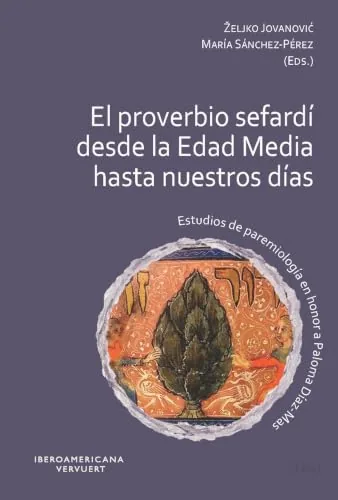 Željko Jovanović
María Sánchez-Pérez
(Eds.)
El proverbio sefardí
desde la Edad Media
hasta nuestros días
Estudios de paremiología en honor a Paloma Díaz-Mas
IBEROAMERICANA
VERVUERT